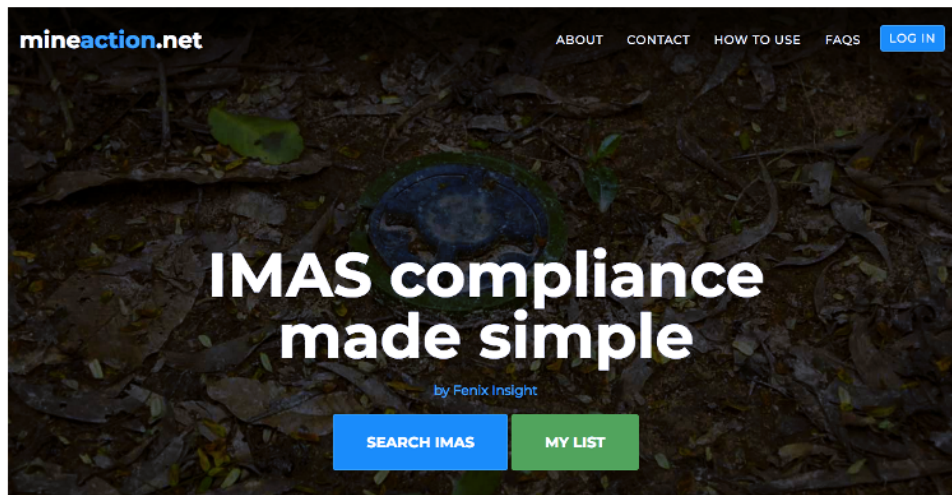 mineaction.net
ABOUT CONTACT HOW TO USE FAQS LOG IN
IMAS compliance
made simple
by Fenix Insight
SEARCH IMAS MY LIST